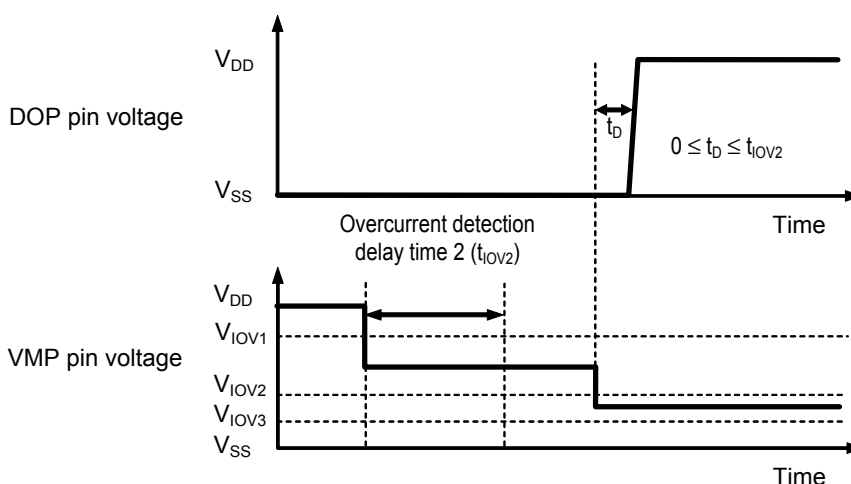 V_DD
DOP pin voltage
t_D
0 ≤ t_D ≤ t_IOV2
V_SS
Time
Overcurrent detection
delay time 2 (t_IOV2)
V_DD
V_IOV1
VMP pin voltage
V_IOV2
V_IOV3
V_SS
Time